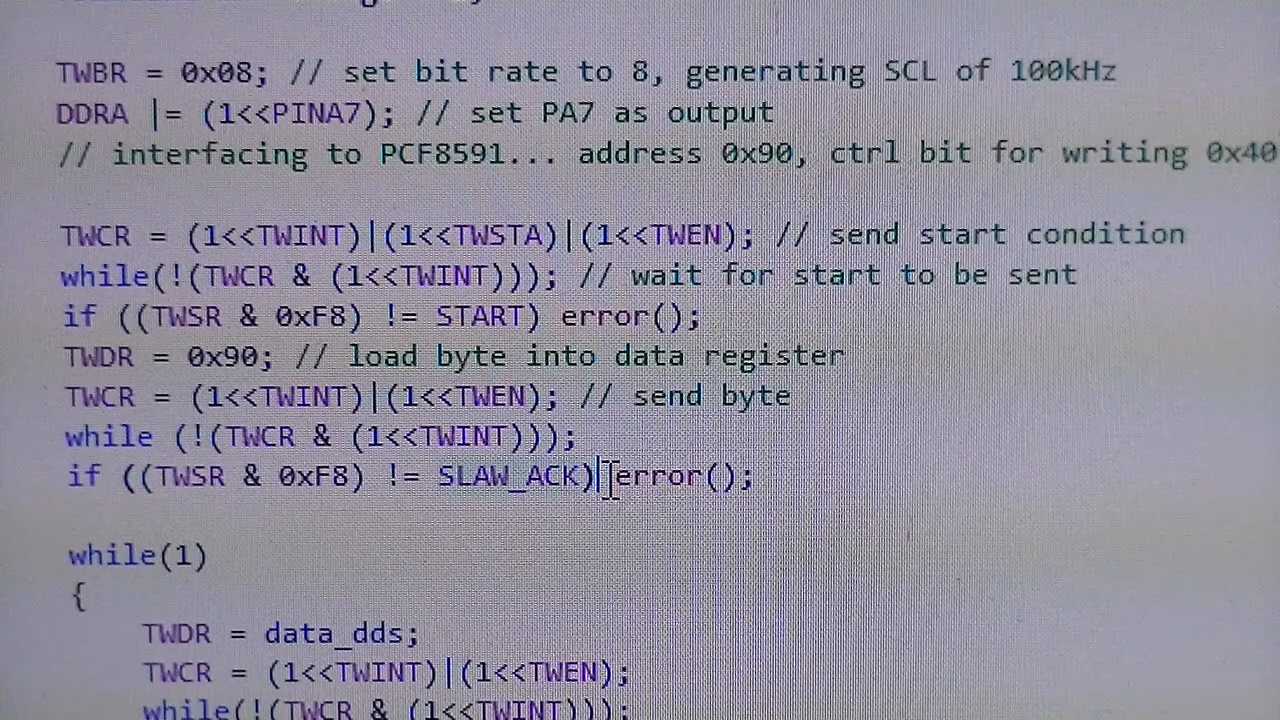 TWBR = 0x08; // set bit rate to 8, generating SCL of 100kHz
DDRA |= (1<<PINA7); // set PA7 as output
// interfacing to PCF8591... address 0x90, ctrl bit for writing 0x40
TWCR = (1<<TWINT)|(1<<TWSTA)|(1<<TWEN); // send start condition
while(!(TWCR & (1<<TWINT))); // wait for start to be sent
if ((TWSR & 0xF8) != START) error();
TWDR = 0x90; // load byte into data register
TWCR = (1<<TWINT)|(1<<TWEN); // send byte
while (!(TWCR & (1<<TWINT)));
if ((TWSR & 0xF8) != SLAW_ACK) error();
while(1)
{
TWDR = data_dds;
TWCR = (1<<TWINT)|(1<<TWEN);
while(!(TWCR & (1<<TWINT)));